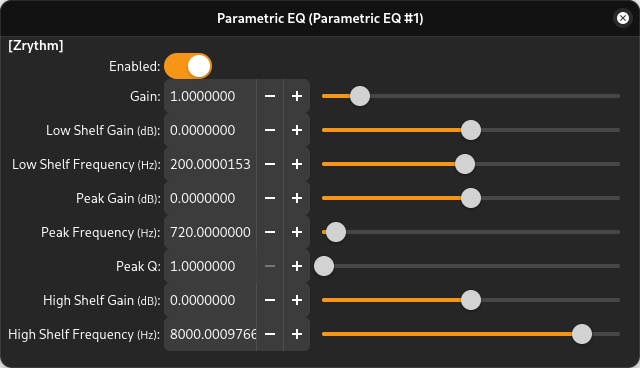 Parametric EQ (Parametric EQ #1)
[Zrythm]
Enabled:
Gain: 1.0000000 − +
Low Shelf Gain (dB): 0.0000000 − +
Low Shelf Frequency (Hz): 200.0000153 − +
Peak Gain (dB): 0.0000000 − +
Peak Frequency (Hz): 720.0000000 − +
Peak Q: 1.0000000 − +
High Shelf Gain (dB): 0.0000000 − +
High Shelf Frequency (Hz): 8000.0009766 − +